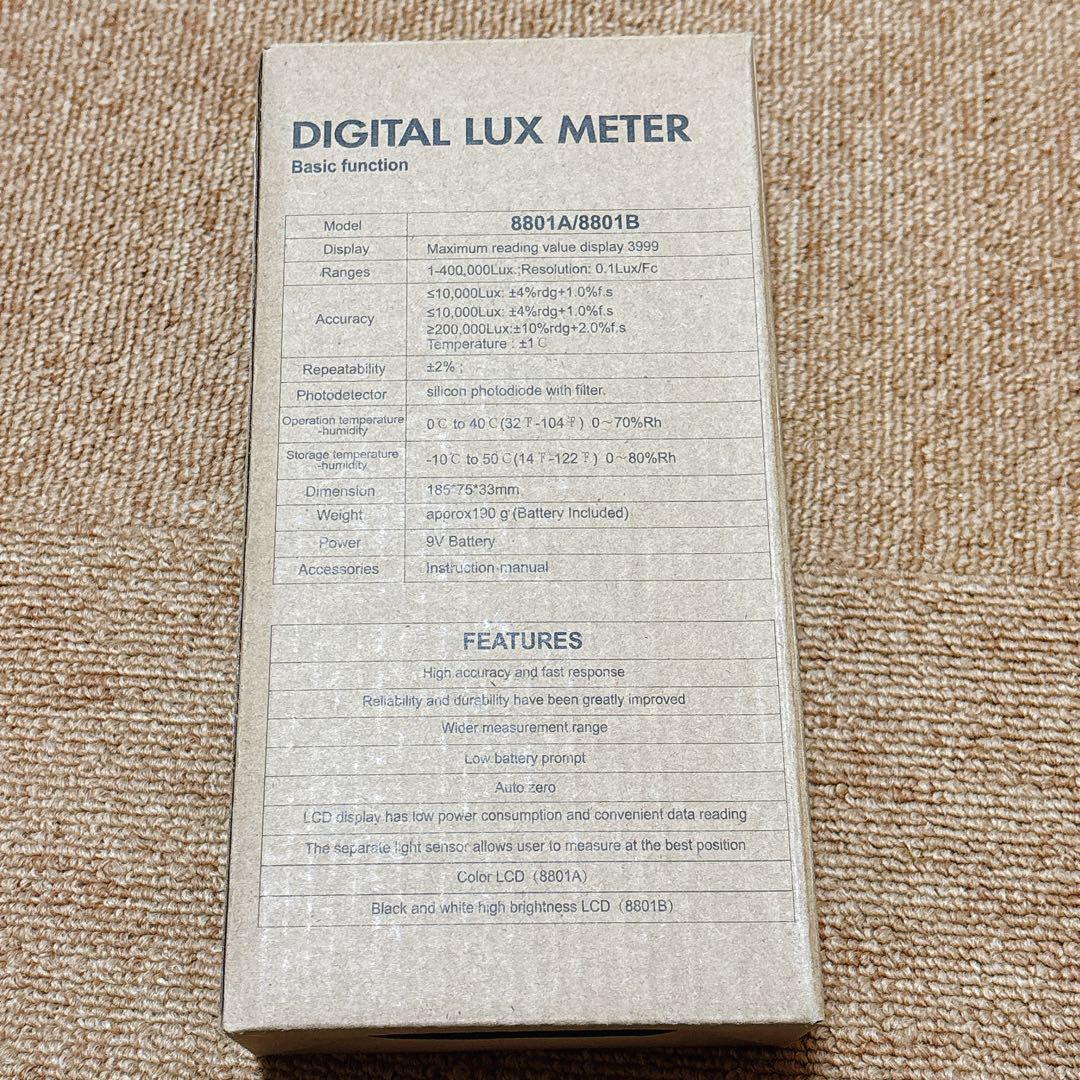 DIGITAL LUX METER
Basic function
Model 8801A/8801B
Display Maximum reading value display 3999
Ranges 1-400,000Lux.;Resolution: 0.1Lux/Fc
Accuracy ≤10,000Lux: ±4%rdg+1.0%f.s
≤10,000Lux: ±4%rdg+1.0%f.s
≥200,000Lux:±10%rdg+2.0%f.s
Temperature : ±1℃
Repeatability ±2% ;
Photodetector silicon photodiode with filter.
Operation temperature
-humidity 0℃ to 40℃(32℉-104℉) 0~70%Rh
Storage temperature
-humidity -10℃ to 50℃(14℉-122℉) 0~80%Rh
Dimension 185*75*33mm
Weight aporox190 g (Battery Included)
Power 9V Battery
Accessories Instruction manual
FEATURES
High accuracy and fast response
Reliability and durability have been greatly improved
Wider measurement range
Low battery prompt
Auto zero
LCD display has low power consumption and convenient data reading
The separate light sensor allows user to measure at the best position
Color LCD（8801A）
Black and white high brightness LCD（8801B）